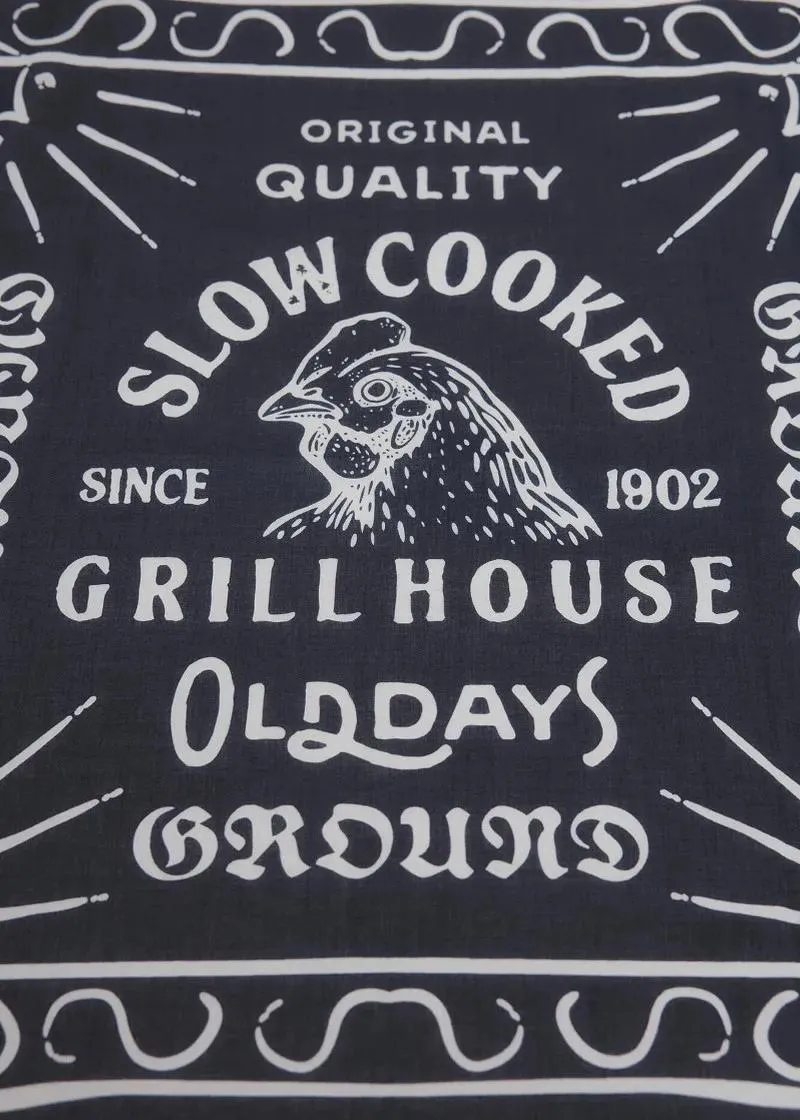 ORIGINAL
QUALITY
SLOW COOKED
SINCE 1902
GRILL HOUSE
OLDDAYS
GROUND